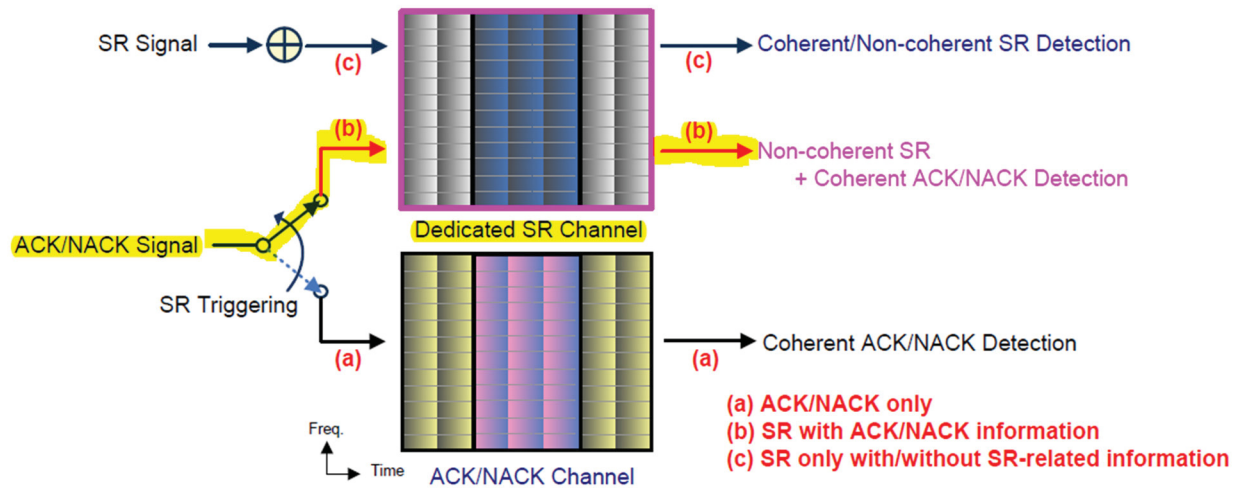 SR Signal
(c)
(c)
Coherent/Non-coherent SR Detection
(b)
(b)
Non-coherent SR
+ Coherent ACK/NACK Detection
Dedicated SR Channel
ACK/NACK Signal
SR Triggering
(a)
(a)
Coherent ACK/NACK Detection
(a) ACK/NACK only
(b) SR with ACK/NACK information
(c) SR only with/without SR-related information
Freq.
Time
ACK/NACK Channel